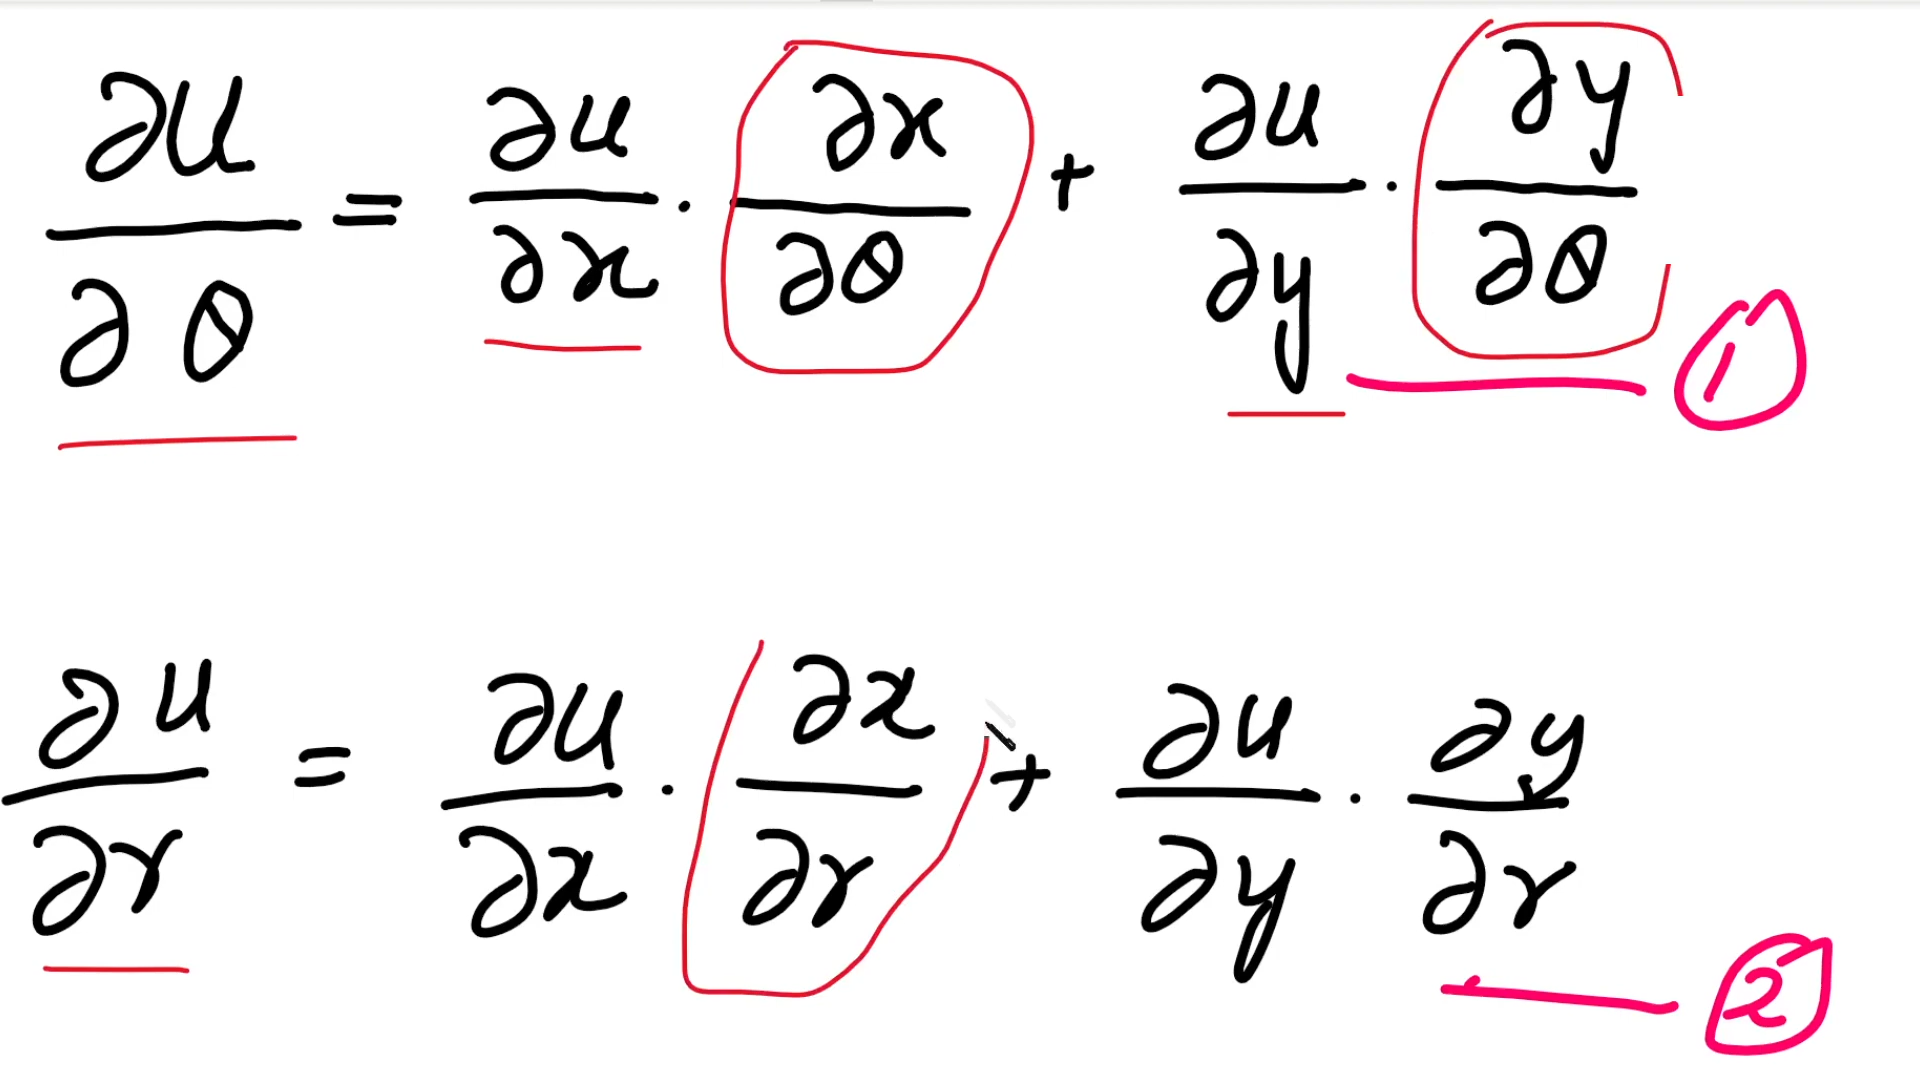 ∂u/∂θ = ∂u/∂x · ∂x/∂θ + ∂u/∂y · ∂y/∂θ ①
∂u/∂r = ∂u/∂x · ∂x/∂r + ∂u/∂y · ∂y/∂r ②